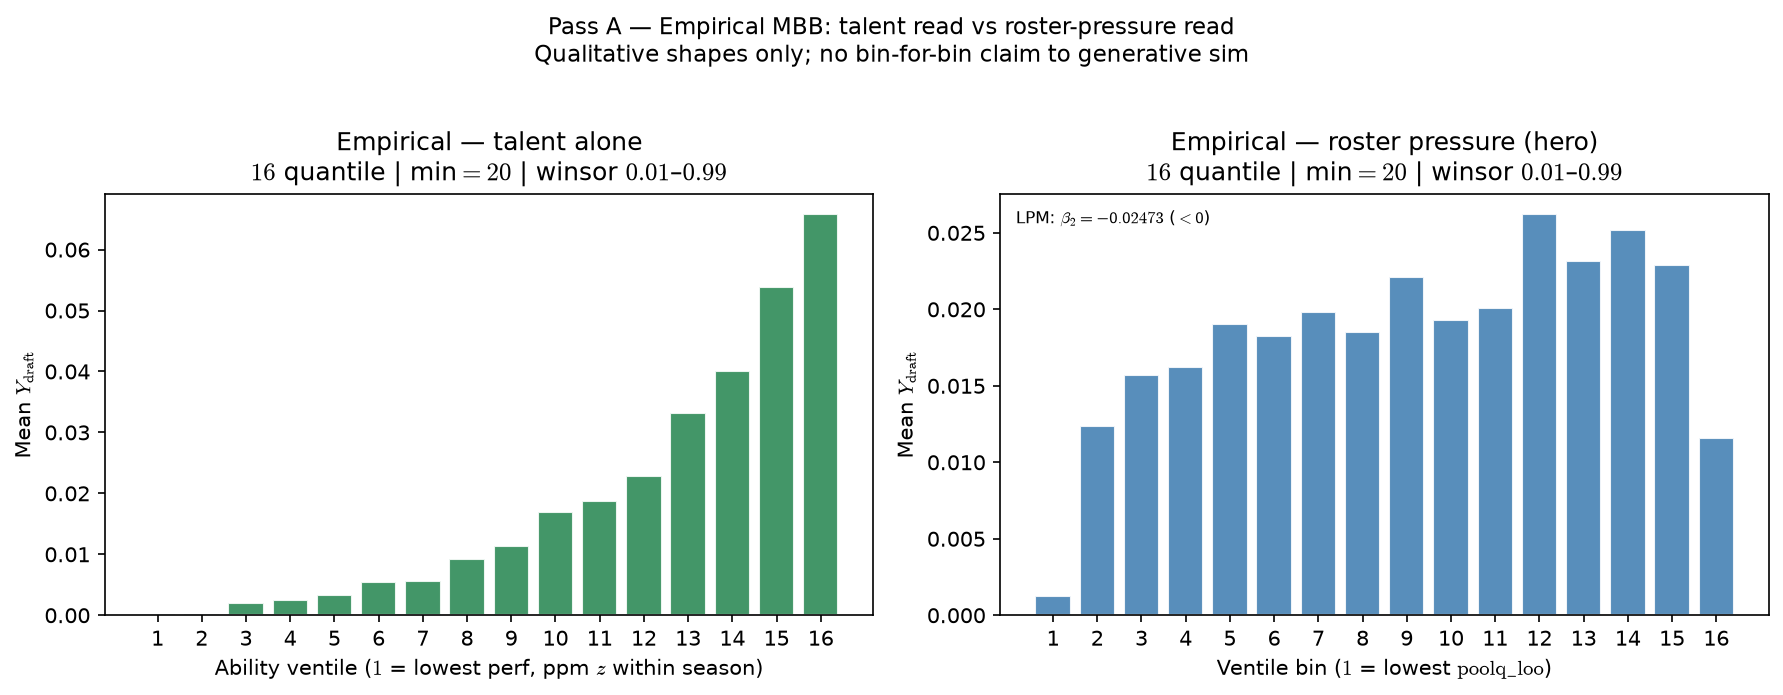 Pass A — Empirical MBB: talent read vs roster-pressure read
Qualitative shapes only; no bin-for-bin claim to generative sim
Empirical — talent alone
16 quantile | min = 20 | winsor 0.01–0.99
Mean Y_draft
0.06
0.05
0.04
0.03
0.02
0.01
0.00
1 2 3 4 5 6 7 8 9 10 11 12 13 14 15 16
Ability ventile (1 = lowest perf, ppm z within season)
Empirical — roster pressure (hero)
16 quantile | min = 20 | winsor 0.01–0.99
LPM: β₂ = −0.02473 (< 0)
Mean Y_draft
0.025
0.020
0.015
0.010
0.005
0.000
1 2 3 4 5 6 7 8 9 10 11 12 13 14 15 16
Ventile bin (1 = lowest poolq_loo)